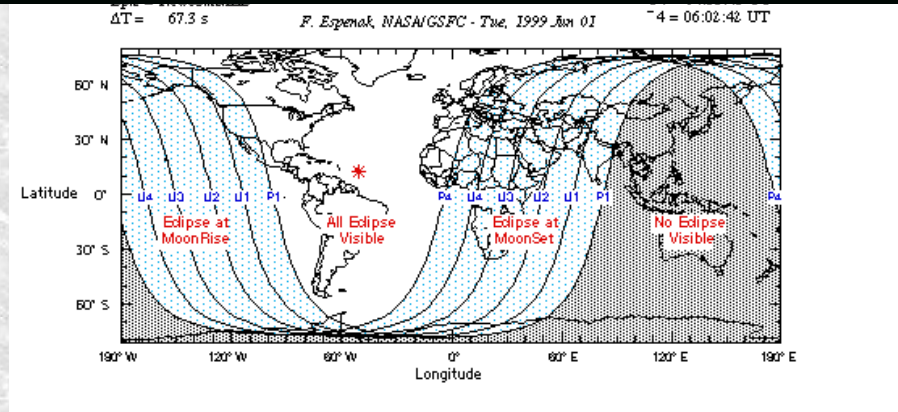 ΔT = 67.3 s
F. Espenak, NASA/GSFC - Tue, 1999 Jun 01
4 = 06:02:42 UT
60° N
30° N
Latitude 0°
U4 U3 U2 U1 P1 P4 U4 U3 U2 U1 P1 P4
Eclipse at MoonRise
All Eclipse Visible
Eclipse at MoonSet
No Eclipse Visible
30° S
60° S
180° W 120° W 60° W 0° 60° E 120° E 180° E
Longitude